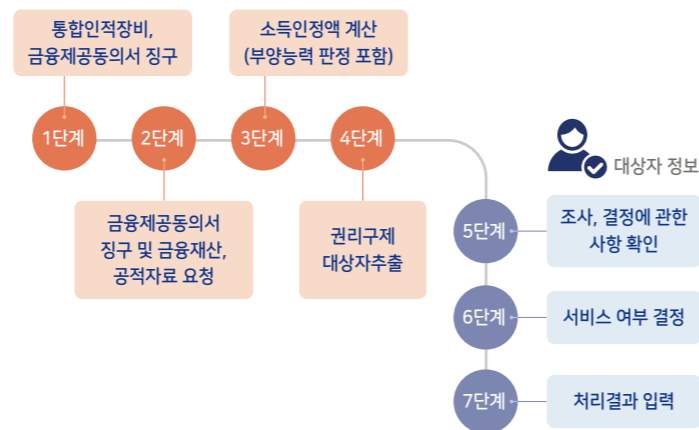 통합인적장비,
금융제공동의서 징구
소득인정액 계산
(부양능력 판정 포함)
1단계
2단계
3단계
4단계
금융제공동의서
징구 및 금융재산,
공적자료 요청
권리구제
대상자추출
대상자 정보
5단계
조사, 결정에 관한
사항 확인
6단계
서비스 여부 결정
7단계
처리결과 입력